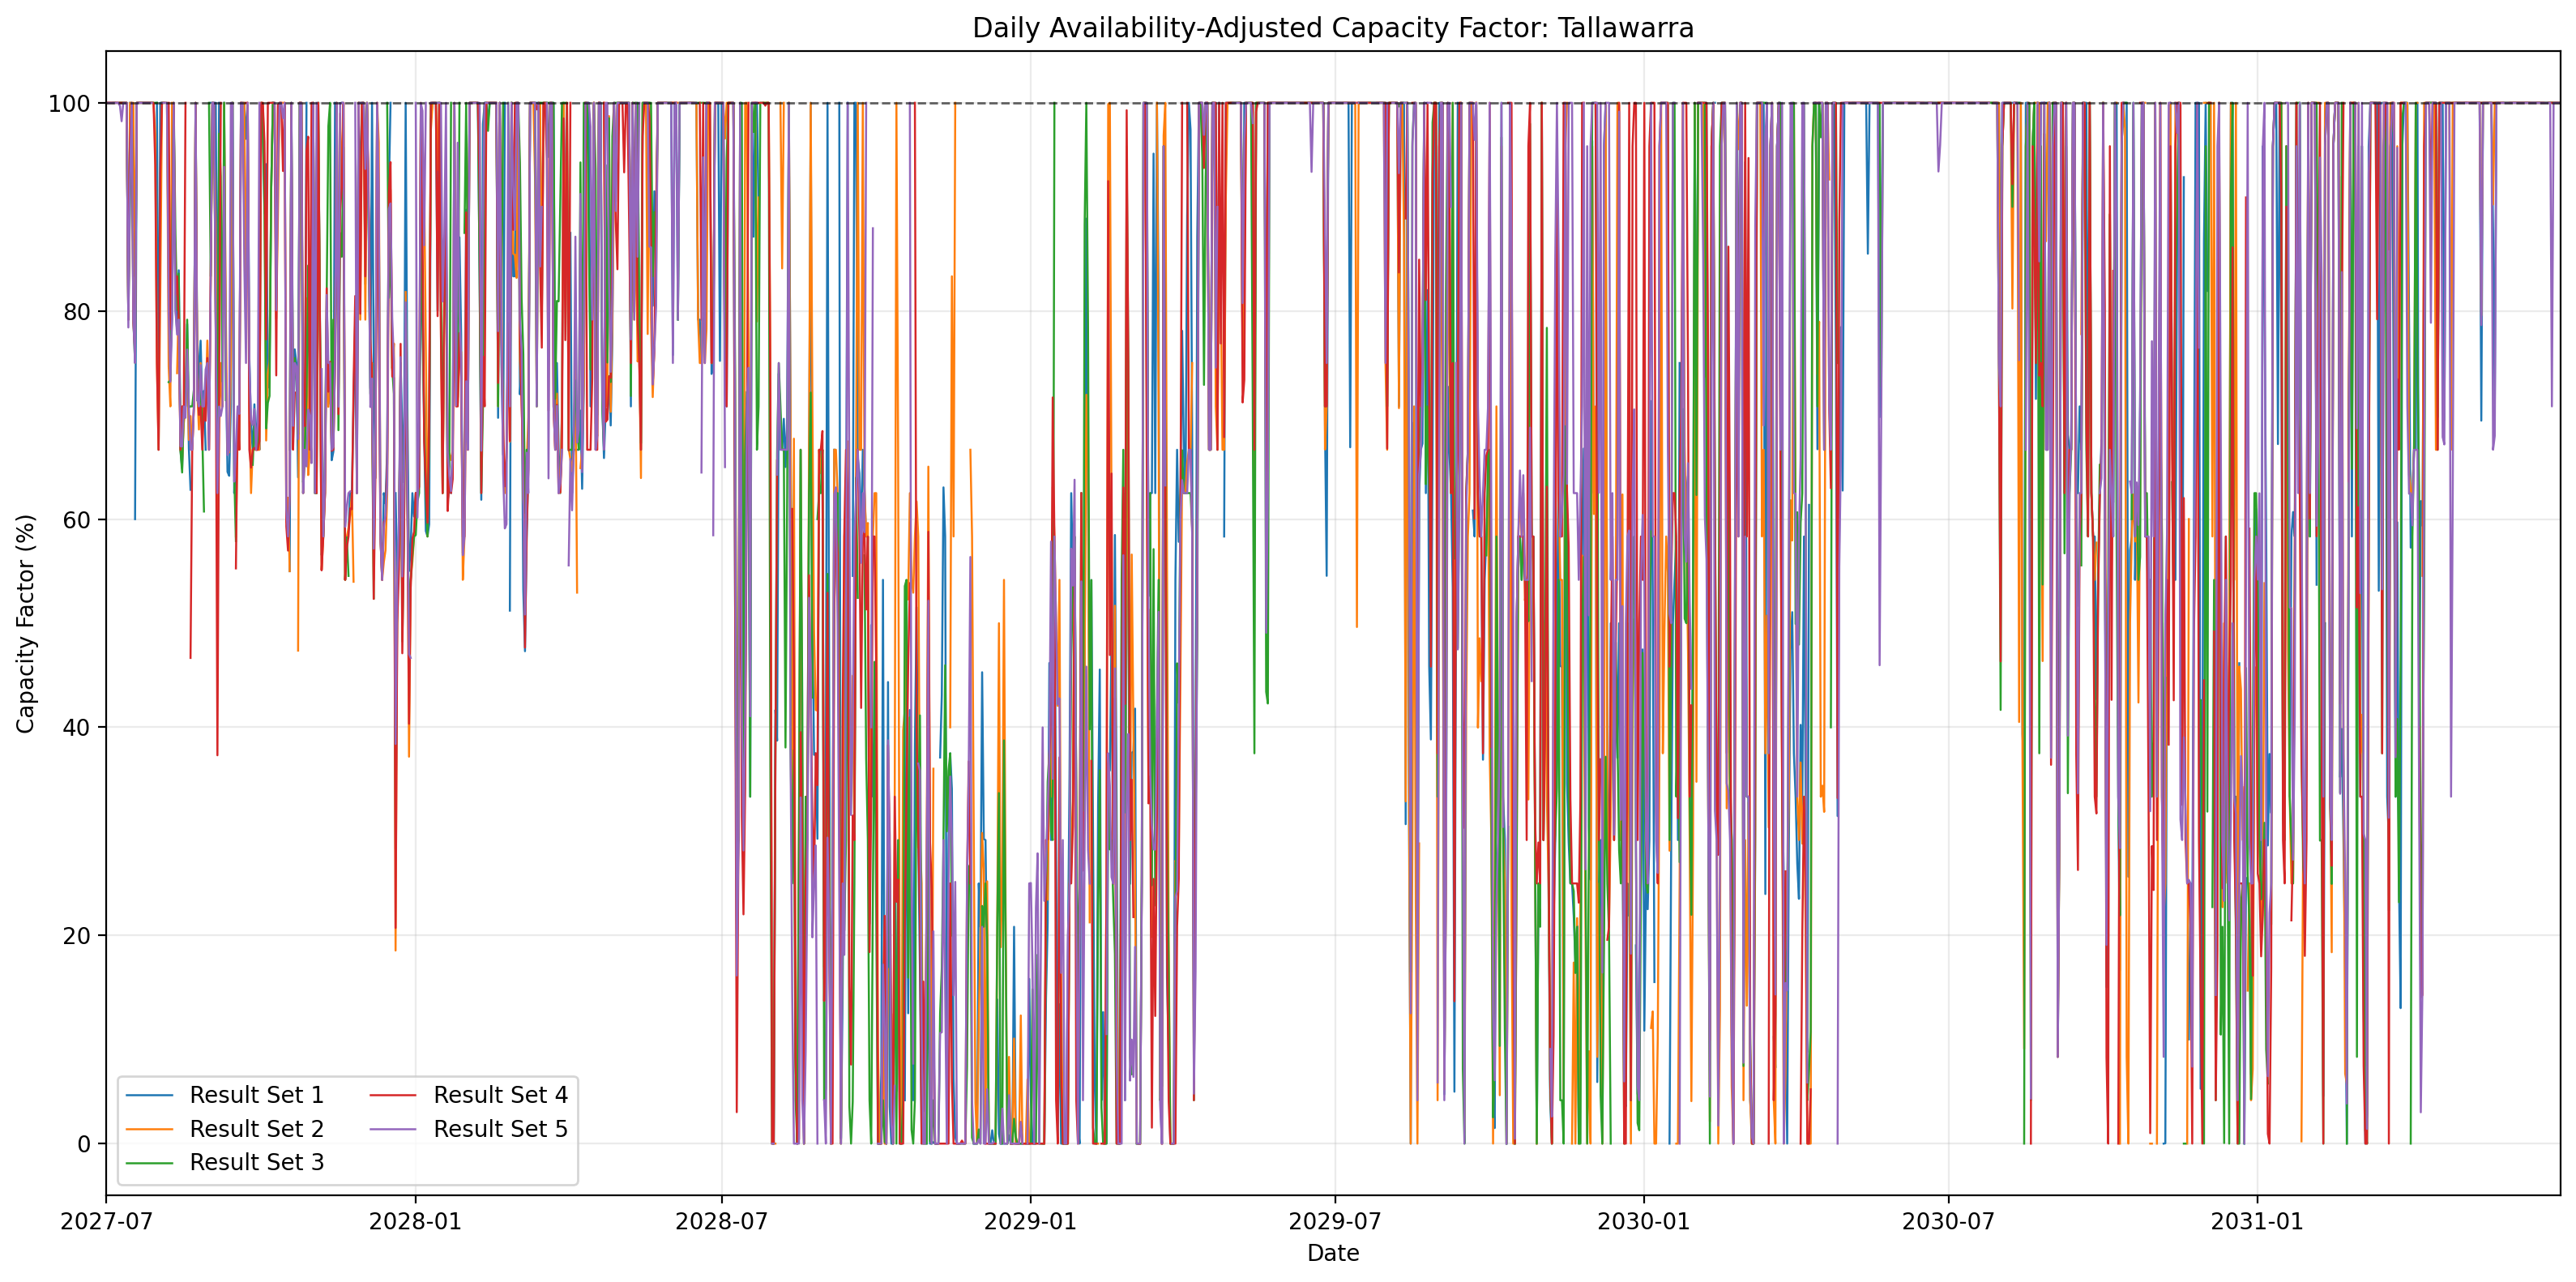 Daily Availability-Adjusted Capacity Factor: Tallawarra
Capacity Factor (%)
100
80
60
40
20
0
Result Set 1
Result Set 2
Result Set 3
Result Set 4
Result Set 5
2027-07
2028-01
2028-07
2029-01
2029-07
2030-01
2030-07
2031-01
Date